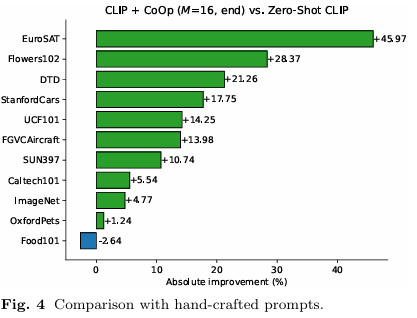 CLIP + CoOp (M=16, end) vs. Zero-Shot CLIP
EuroSAT +45.97
Flowers102 +28.37
DTD +21.26
StanfordCars +17.75
UCF101 +14.25
FGVCAircraft +13.98
SUN397 +10.74
Caltech101 +5.54
ImageNet +4.77
OxfordPets +1.24
Food101 -2.64
0 10 20 30 40
Absolute improvement (%)
Fig. 4 Comparison with hand-crafted prompts.